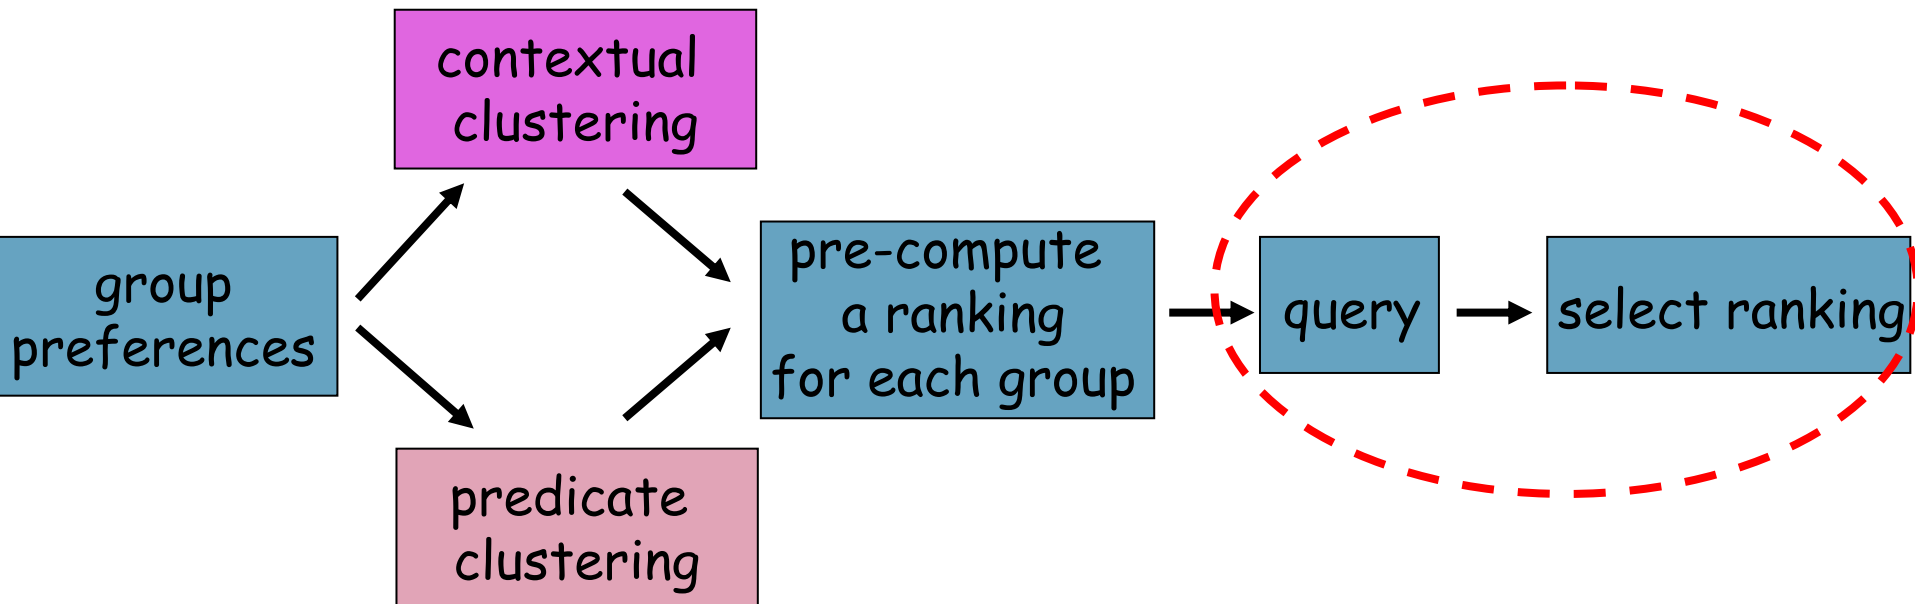 contextual
clustering
group
preferences
pre-compute
a ranking
for each group
query
select ranking
predicate
clustering